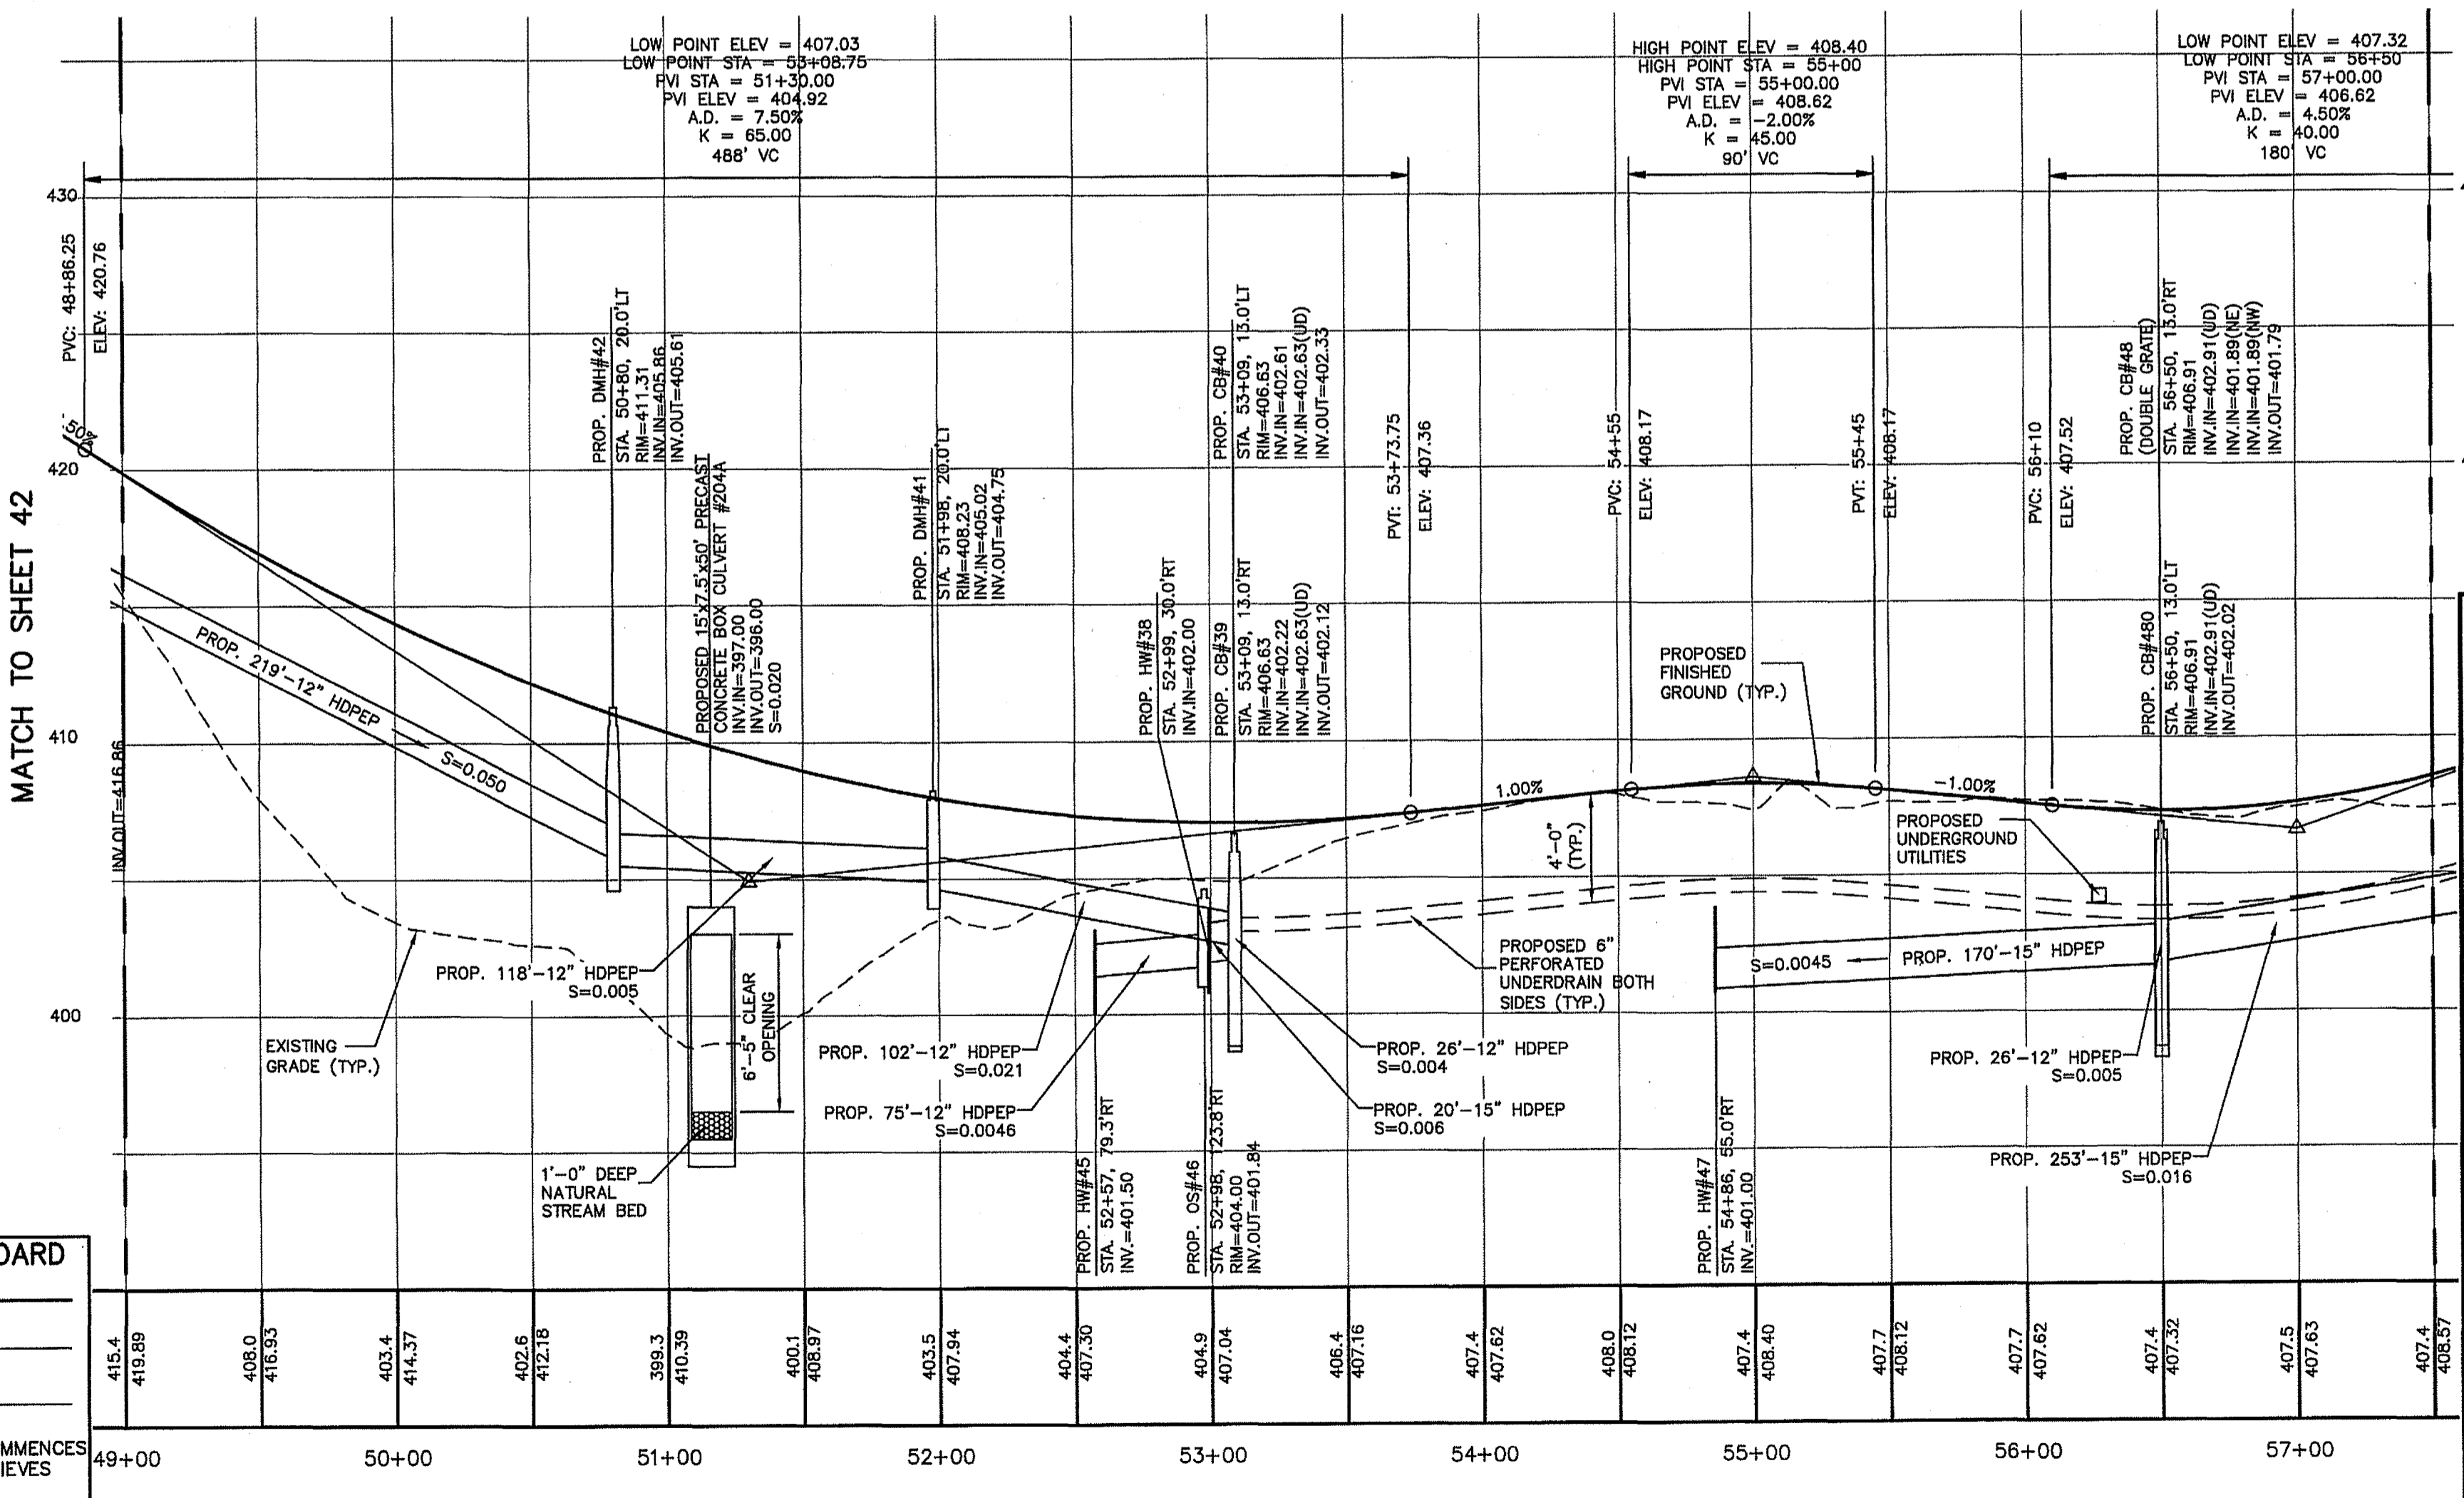 LOW POINT ELEV = 407.03
LOW POINT STA = 53+08.75
PVI STA = 51+30.00
PVI ELEV = 404.92
A.D. = 7.50%
K = 65.00
488' VC
HIGH POINT ELEV = 408.40
HIGH POINT STA = 55+00
PVI STA = 55+00.00
PVI ELEV = 408.62
A.D. = -2.00%
K = 45.00
90' VC
LOW POINT ELEV = 407.32
LOW POINT STA = 56+50
PVI STA = 57+00.00
PVI ELEV = 406.62
A.D. = 4.50%
K = 40.00
180' VC
430
420
410
400
MATCH TO SHEET 42
PVC: 48+86.25
ELEV: 420.76
.50%
INV.OUT=416.86
PROP. 219'-12" HDPEP
S=0.050
PROP. DMH#42
STA. 50+80, 20.0'LT
RIM=411.31
INV.IN=405.86
INV.OUT=405.61
PROPOSED 15'x7.5'x50' PRECAST
CONCRETE BOX CULVERT #204A
INV.IN=397.00
INV.OUT=396.00
S=0.020
PROP. DMH#41
STA. 51+98, 20.0'LT
RIM=408.23
INV.IN=405.02
INV.OUT=404.75
PROP. HW#38
STA. 52+99, 30.0'RT
INV.IN=402.00
PROP. CB#40
STA. 53+09, 13.0'LT
RIM=406.63
INV.IN=402.61
INV.IN=402.63(UD)
INV.OUT=402.33
PROP. CB#39
STA. 53+09, 13.0'RT
RIM=406.63
INV.IN=402.22
INV.IN=402.63(UD)
INV.OUT=402.12
PVT: 53+73.75
ELEV: 407.36
PVC: 54+55
ELEV: 408.17
PVT: 55+45
ELEV: 408.17
PVC: 56+10
ELEV: 407.52
PROP. CB#48
(DOUBLE GRATE)
STA. 56+50, 13.0'RT
RIM=406.91
INV.IN=402.91(UD)
INV.IN=401.89(NE)
INV.IN=401.89(NW)
INV.OUT=401.79
PROP. CB#480
STA. 56+50, 13.0'LT
RIM=406.91
INV.IN=402.91(UD)
INV.OUT=402.02
PROPOSED
FINISHED
GROUND (TYP.)
1.00%
-1.00%
4'-0"
(TYP.)
PROPOSED
UNDERGROUND
UTILITIES
PROPOSED 6"
PERFORATED
UNDERDRAIN BOTH
SIDES (TYP.)
S=0.0045
PROP. 170'-15" HDPEP
PROP. 118'-12" HDPEP
S=0.005
6'-5" CLEAR
OPENING
EXISTING
GRADE (TYP.)
PROP. 102'-12" HDPEP
S=0.021
PROP. 75'-12" HDPEP
S=0.0046
PROP. 26'-12" HDPEP
S=0.004
PROP. 20'-15" HDPEP
S=0.006
PROP. 26'-12" HDPEP
S=0.005
PROP. 253'-15" HDPEP
S=0.016
1'-0" DEEP
NATURAL
STREAM BED
PROP. HW#45
STA. 52+57, 79.3'RT
INV.=401.50
PROP. OS#46
STA. 52+98, 123.8'RT
RIM=404.00
INV.OUT=401.84
PROP. HW#47
STA. 54+86, 55.0'RT
INV.=401.00
OARD
MMENCES
IEVES
415.4
419.89
408.0
416.93
403.4
414.37
402.6
412.18
399.3
410.39
400.1
408.97
403.5
407.94
404.4
407.30
404.9
407.04
406.4
407.16
407.4
407.62
408.0
408.12
407.4
408.40
407.7
408.12
407.7
407.62
407.4
407.32
407.5
407.63
407.4
408.57
49+00
50+00
51+00
52+00
53+00
54+00
55+00
56+00
57+00